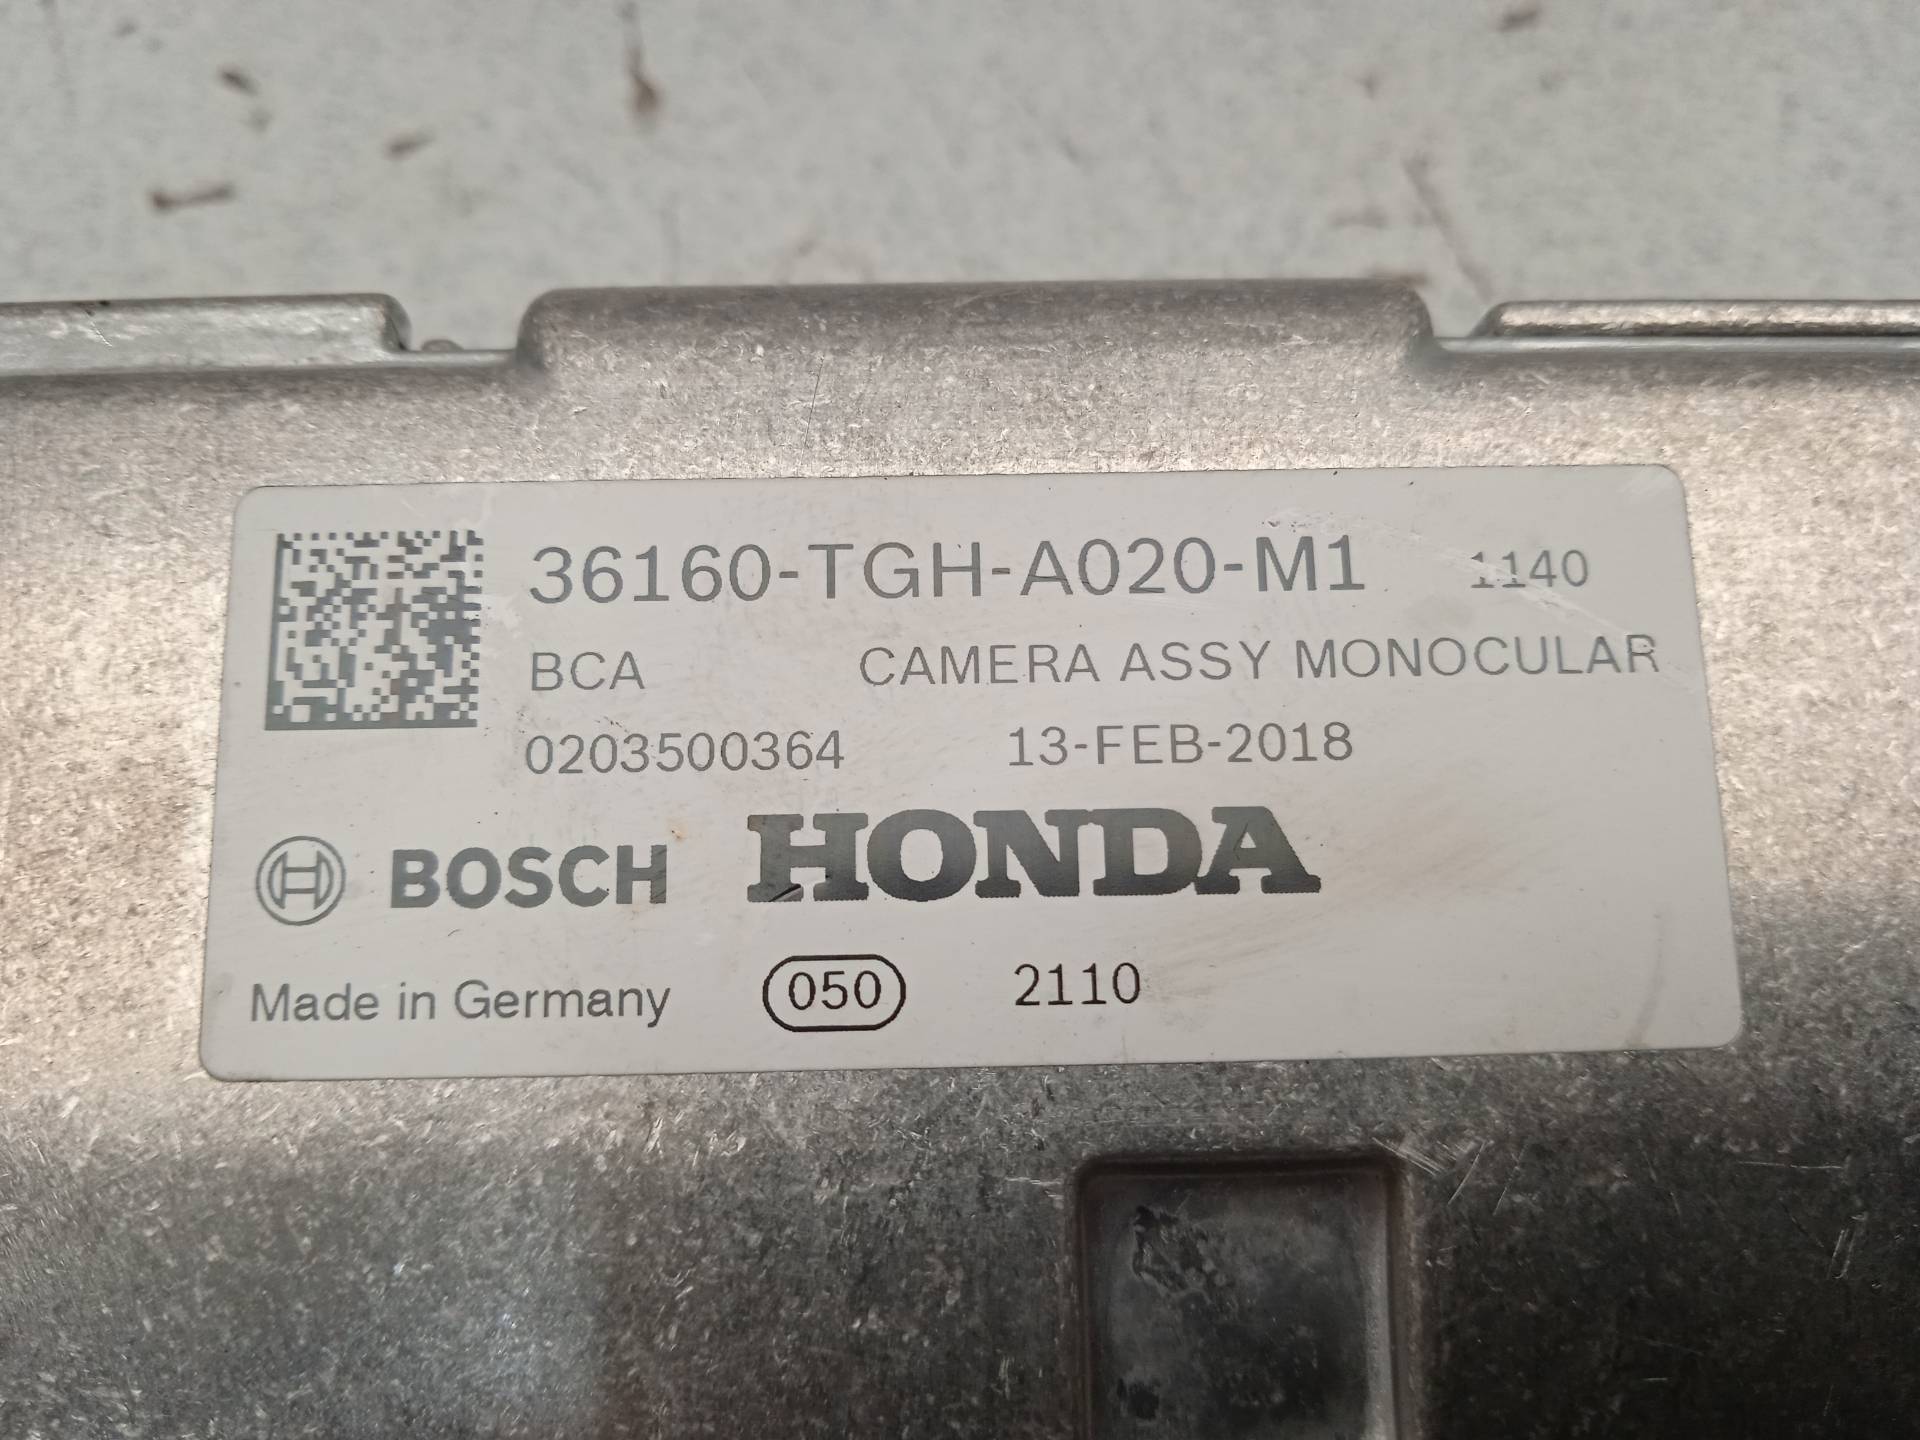 36160-TGH-A020-M1 1140
BCA CAMERA ASSY MONOCULAR
0203500364 13-FEB-2018
BOSCH HONDA
Made in Germany 050 2110